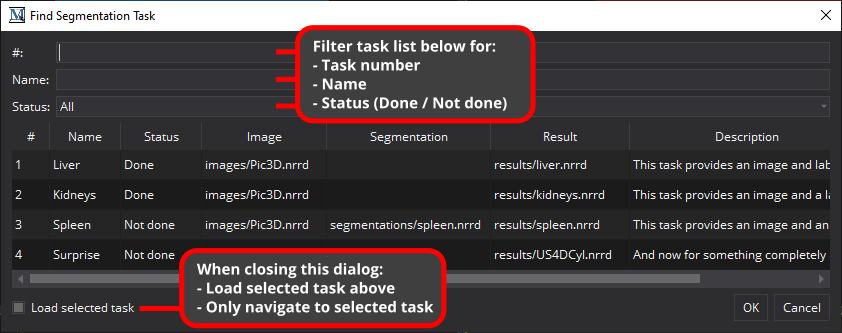 Find Segmentation Task
#:
Name:
Status: All
Filter task list below for:
- Task number
- Name
- Status (Done / Not done)
# Name Status Image Segmentation Result Description
1 Liver Done images/Pic3D.nrrd results/liver.nrrd This task provides an image and lab
2 Kidneys Done images/Pic3D.nrrd results/kidneys.nrrd This task provides an image and a la
3 Spleen Not done images/Pic3D.nrrd segmentations/spleen.nrrd results/spleen.nrrd This task provides an image and an
4 Surprise Not done results/US4DCyl.nrrd And now for something completely
When closing this dialog:
- Load selected task above
- Only navigate to selected task
Load selected task OK Cancel